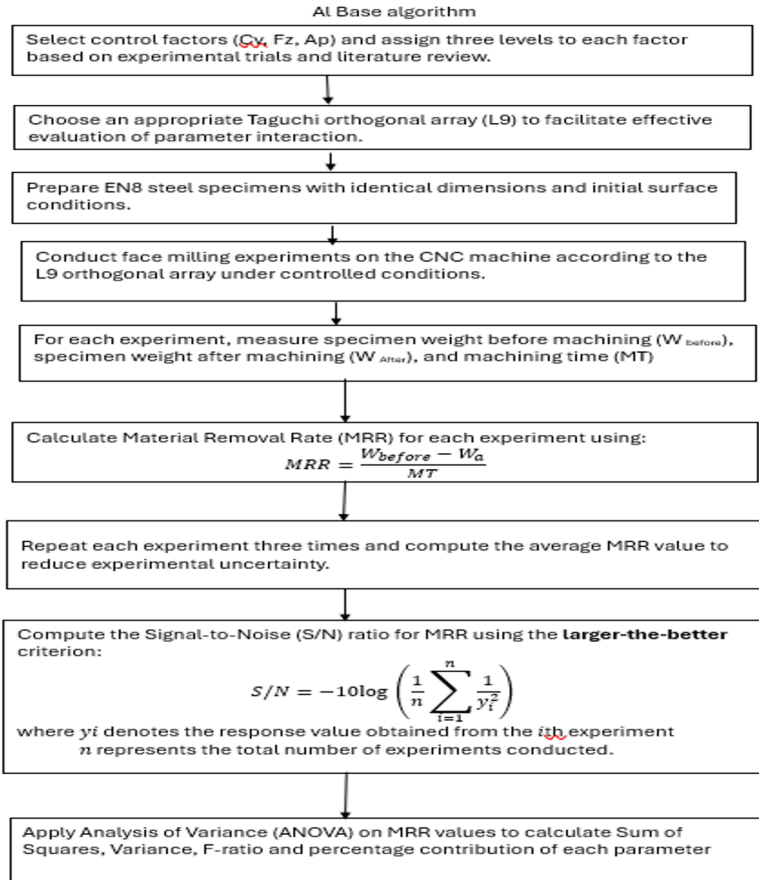 Al Base algorithm
Select control factors (Cv, Fz, Ap) and assign three levels to each factor
based on experimental trials and literature review.
Choose an appropriate Taguchi orthogonal array (L9) to facilitate effective
evaluation of parameter interaction.
Prepare EN8 steel specimens with identical dimensions and initial surface
conditions.
Conduct face milling experiments on the CNC machine according to the
L9 orthogonal array under controlled conditions.
For each experiment, measure specimen weight before machining (W before),
specimen weight after machining (W After), and machining time (MT)
Calculate Material Removal Rate (MRR) for each experiment using:
MRR = \frac{W_{before} - W_a}{MT}
Repeat each experiment three times and compute the average MRR value to
reduce experimental uncertainty.
Compute the Signal-to-Noise (S/N) ratio for MRR using the larger-the-better
criterion:
S/N = -10log\left(\frac{1}{n}\sum_{i=1}^{n}\frac{1}{y_i^2}\right)
where yi denotes the response value obtained from the ith experiment
n represents the total number of experiments conducted.
Apply Analysis of Variance (ANOVA) on MRR values to calculate Sum of
Squares, Variance, F-ratio and percentage contribution of each parameter